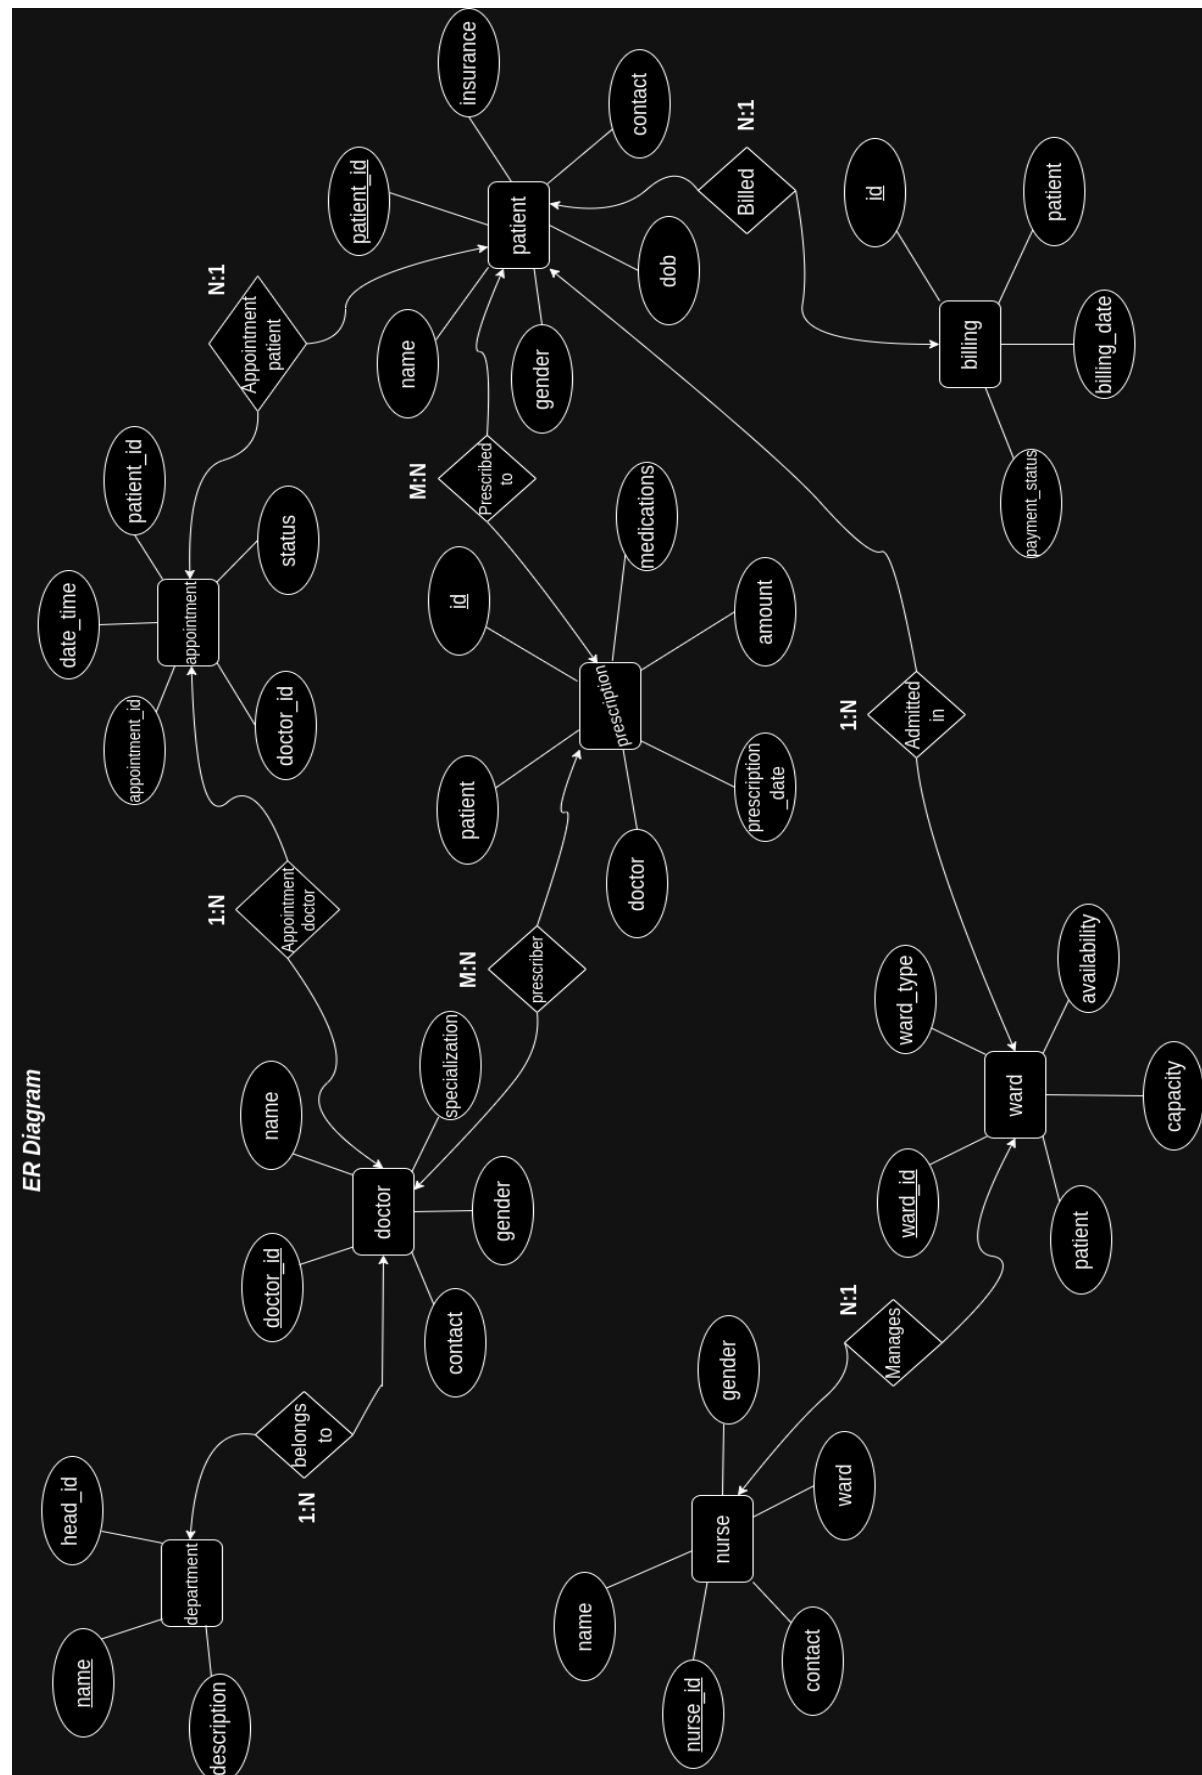 ER Diagram
name
head_id
description
department
1:N
belongs
to
doctor_id
name
contact
gender
specialization
doctor
1:N
Appointment
doctor
appointment_id
date_time
patient_id
status
doctor_id
appointment
N:1
Appointment
patient
M:N
prescriber
patient
id
doctor
prescription
_date
amount
medications
prescription
M:N
Prescribed
to
name
patient_id
insurance
contact
dob
gender
patient
nurse_id
name
contact
ward
gender
nurse
N:1
Manages
ward_id
ward_type
patient
capacity
availability
ward
1:N
Admitted
in
N:1
Billed
id
patient
billing_date
payment_status
billing